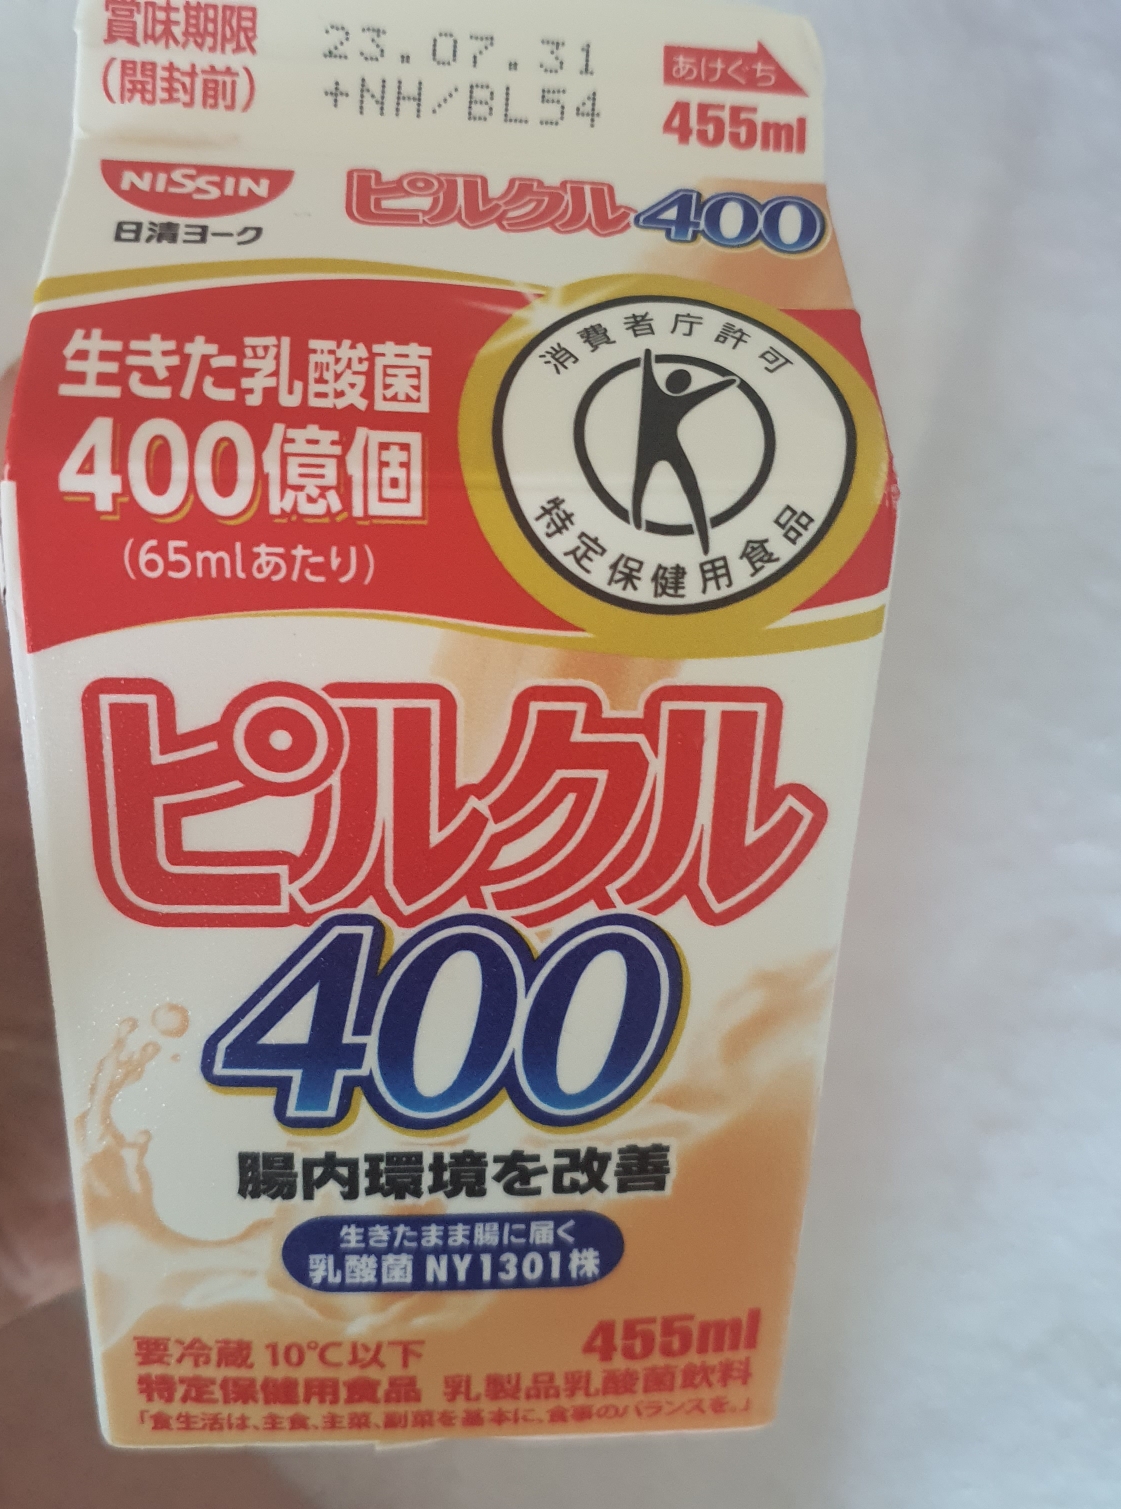 賞味期限
(開封前)
23.07.31
+NH/BL54
あけぐち
455ml
NISSIN
日清ヨーク
ピルクル400
生きた乳酸菌
400億個
(65mlあたり)
消費者庁許可
特定保健用食品
ピルクル
400
腸内環境を改善
生きたまま腸に届く
乳酸菌 NY1301株
要冷蔵 10℃以下
455ml
特定保健用食品 乳製品乳酸菌飲料
「食生活は、主食、主菜、副菜を基本に、食事のバランスを。」